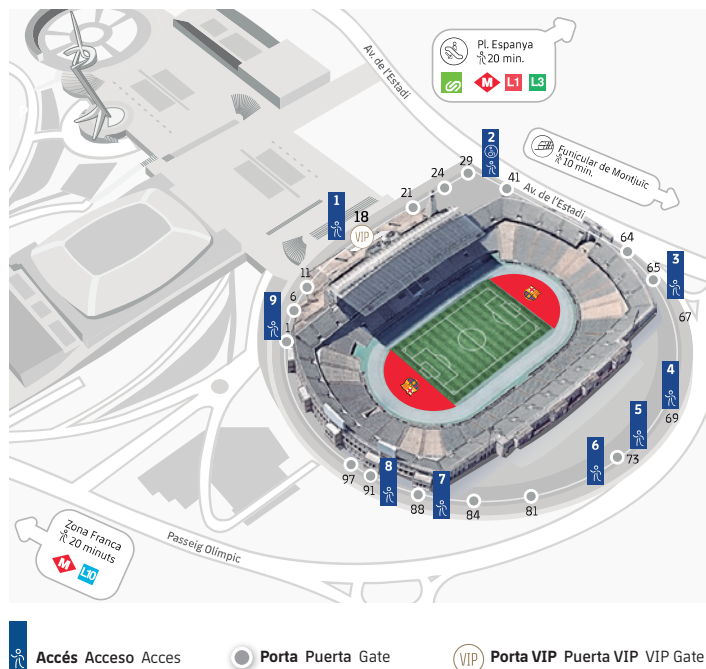 Av. de l'Estadi
Pl. Espanya
20 min.
M L1 L3
Funicular de Montjuïc
10 min.
Av. de l'Estadi
2
29
24
41
21
1
18
VIP
64
3
65
11
9
6
67
1
4
5
69
6
73
8
97
91
7
88
84
81
Zona Franca
20 minuts
M L10
Passeig Olímpic
Accés Acceso Acces
Porta Puerta Gate
VIP Porta VIP Puerta VIP VIP Gate